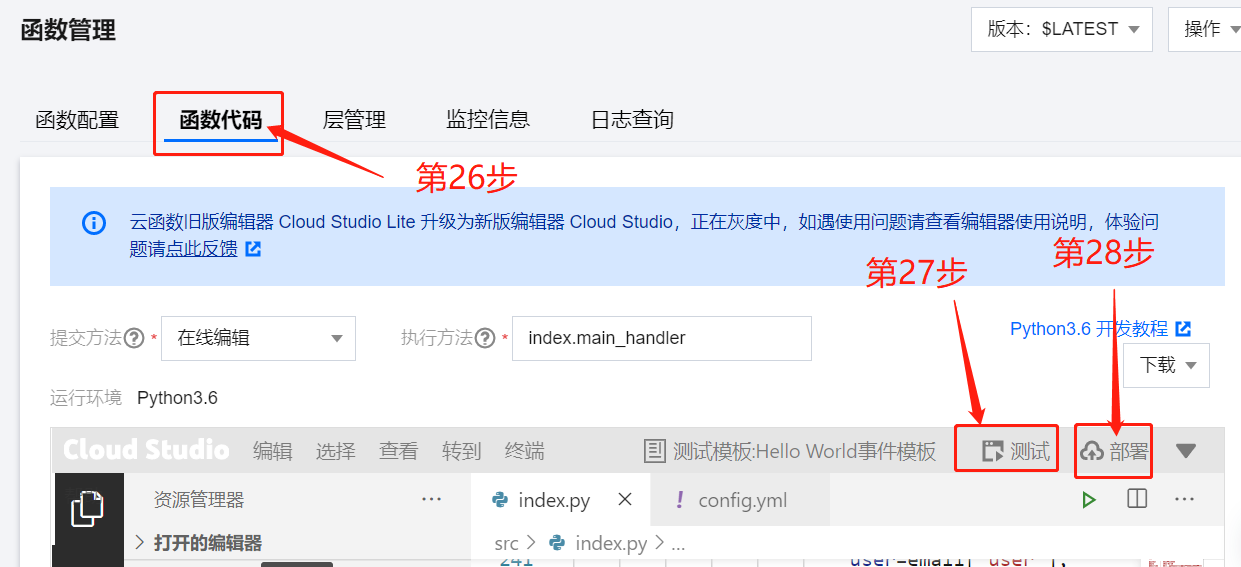 函数管理
版本：$LATEST
操作
函数配置
函数代码
层管理
监控信息
日志查询
第26步
云函数旧版编辑器 Cloud Studio Lite 升级为新版编辑器 Cloud Studio，正在灰度中，如遇使用问题请查看编辑器使用说明，体验问
题请点此反馈
第27步
第28步
提交方法
*
在线编辑
执行方法
*
index.main_handler
Python3.6 开发教程
下载
运行环境 Python3.6
Cloud Studio 编辑 选择 查看 转到 终端
测试模板:Hello World事件模板
测试
部署
资源管理器
index.py
! config.yml
打开的编辑器
src > index.py > ...
241
user-email['user'],